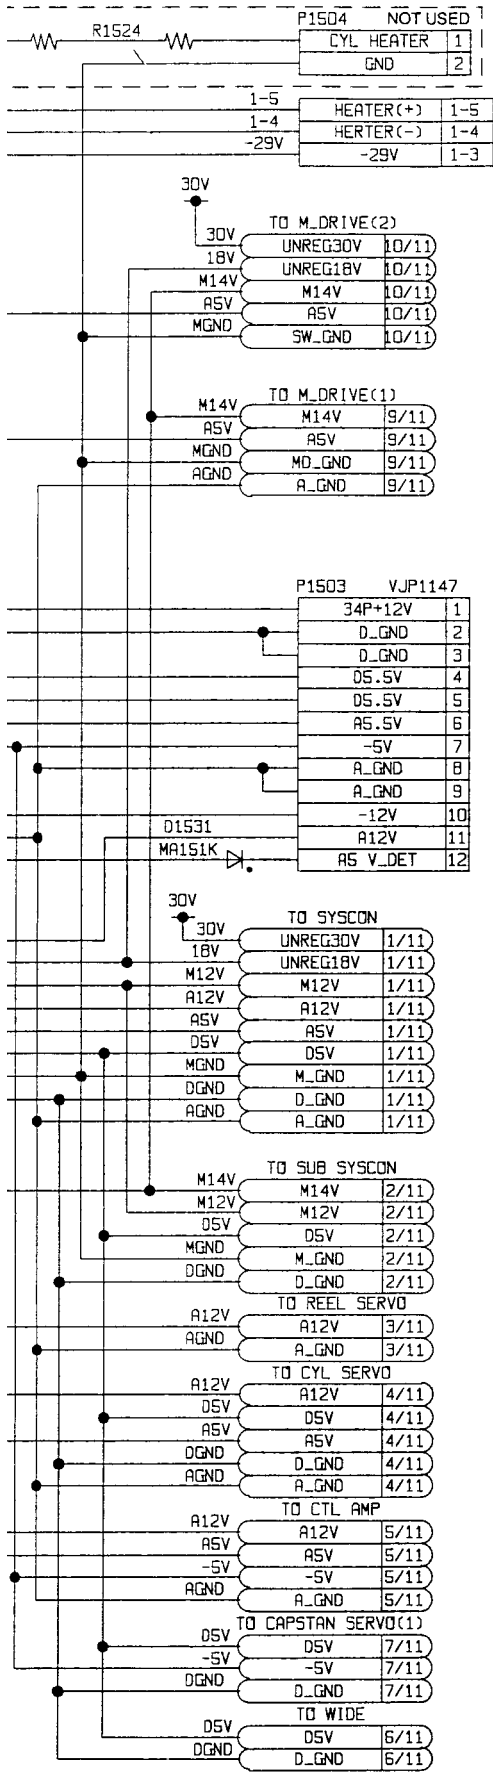 P1504 NOT USED
R1524 CYL HEATER 1
GND 2
1-5 HEATER(+) 1-5
1-4 HERTER(-) 1-4
-29V -29V 1-3
30V
TO M_DRIVE(2)
30V UNREG30V 10/11
18V UNREG18V 10/11
M14V M14V 10/11
A5V A5V 10/11
MGND SW_GND 10/11
TO M_DRIVE(1)
M14V M14V 9/11
A5V A5V 9/11
MGND MD_GND 9/11
AGND A_GND 9/11
P1503 VJP1147
34P+12V 1
D_GND 2
D_GND 3
D5.5V 4
D5.5V 5
A5.5V 6
-5V 7
A_GND 8
A_GND 9
-12V 10
D1531 A12V 11
MA151K A5 V_DET 12
30V
TO SYSCON
30V UNREG30V 1/11
18V UNREG18V 1/11
M12V M12V 1/11
A12V A12V 1/11
A5V A5V 1/11
D5V D5V 1/11
MGND M_GND 1/11
DGND D_GND 1/11
AGND A_GND 1/11
TO SUB SYSCON
M14V M14V 2/11
M12V M12V 2/11
D5V D5V 2/11
MGND M_GND 2/11
DGND D_GND 2/11
TO REEL SERVO
A12V A12V 3/11
AGND A_GND 3/11
TO CYL SERVO
A12V A12V 4/11
D5V D5V 4/11
A5V A5V 4/11
DGND D_GND 4/11
AGND A_GND 4/11
TO CTL AMP
A12V A12V 5/11
A5V A5V 5/11
-5V -5V 5/11
AGND A_GND 5/11
TO CAPSTAN SERVO(1)
D5V D5V 7/11
-5V -5V 7/11
DGND D_GND 7/11
TO WIDE
D5V D5V 6/11
DGND D_GND 6/11